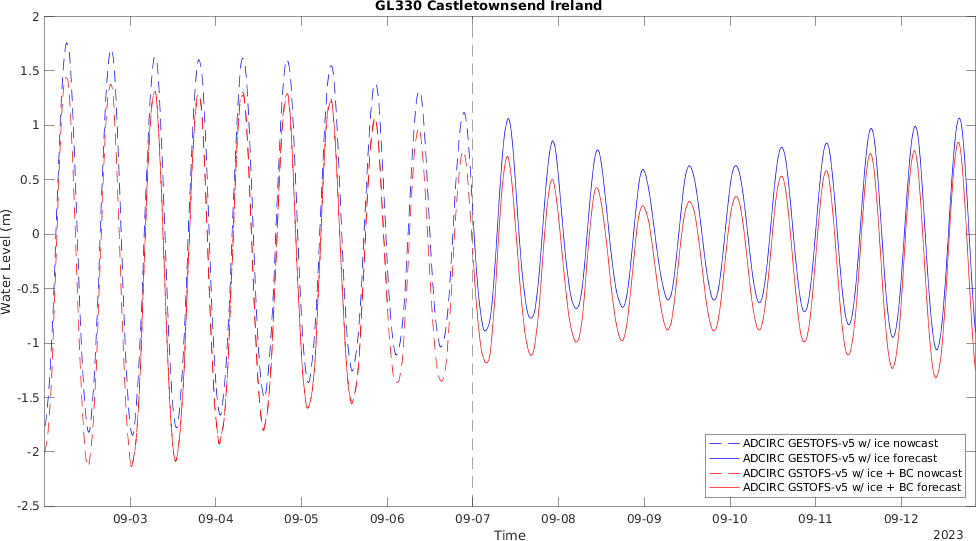 GL330 Castletownsend Ireland
2
1.5
1
0.5
0
-0.5
-1
-1.5
-2
-2.5
Water Level (m)
ADCIRC GESTOFS-v5 w/ ice nowcast
ADCIRC GESTOFS-v5 w/ ice forecast
ADCIRC GSTOFS-v5 w/ ice + BC nowcast
ADCIRC GSTOFS-v5 w/ ice + BC forecast
09-03 09-04 09-05 09-06 09-07 09-08 09-09 09-10 09-11 09-12
Time
2023